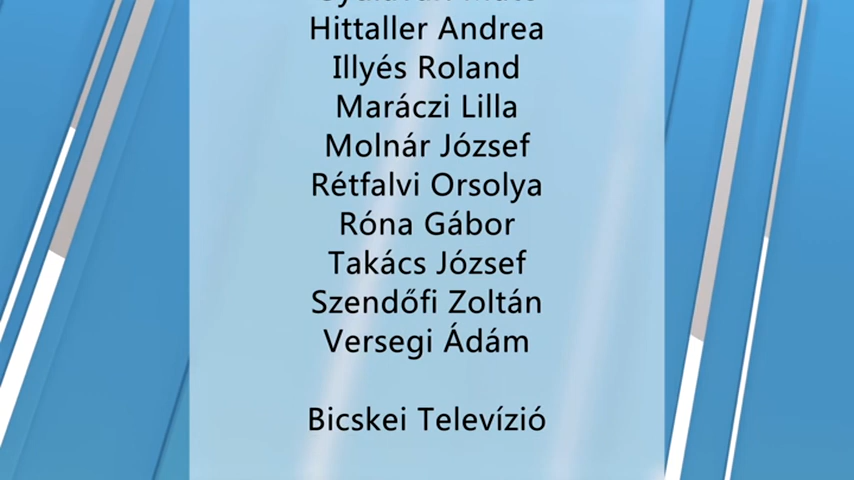 Hittaller Andrea
Illyés Roland
Maráczi Lilla
Molnár József
Rétfalvi Orsolya
Róna Gábor
Takács József
Szendőfi Zoltán
Versegi Ádám
Bicskei Televízió